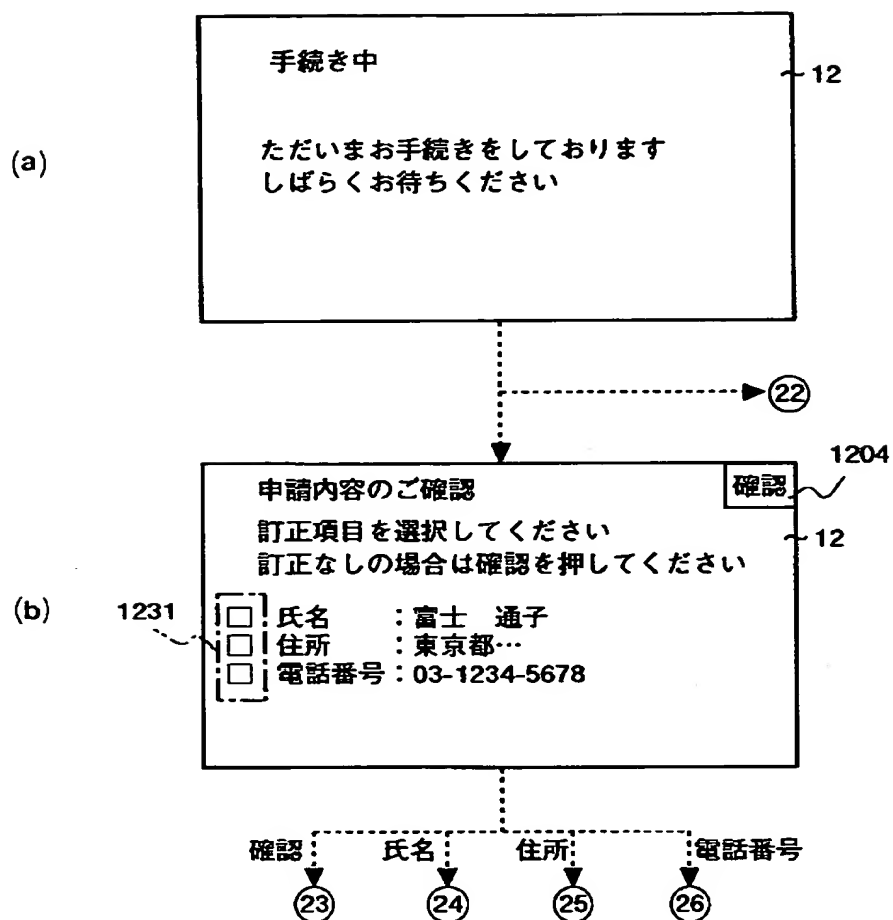 手続き中
12
(a)
ただいまお手続きをしております
しばらくお待ちください
22
1204
申請内容のご確認 確認
訂正項目を選択してください
12
訂正なしの場合は確認を押してください
(b)
1231
□ 氏名 :富士 通子
□ 住所 :東京都…
□ 電話番号:03-1234-5678
確認 氏名 住所 電話番号
23 24 25 26